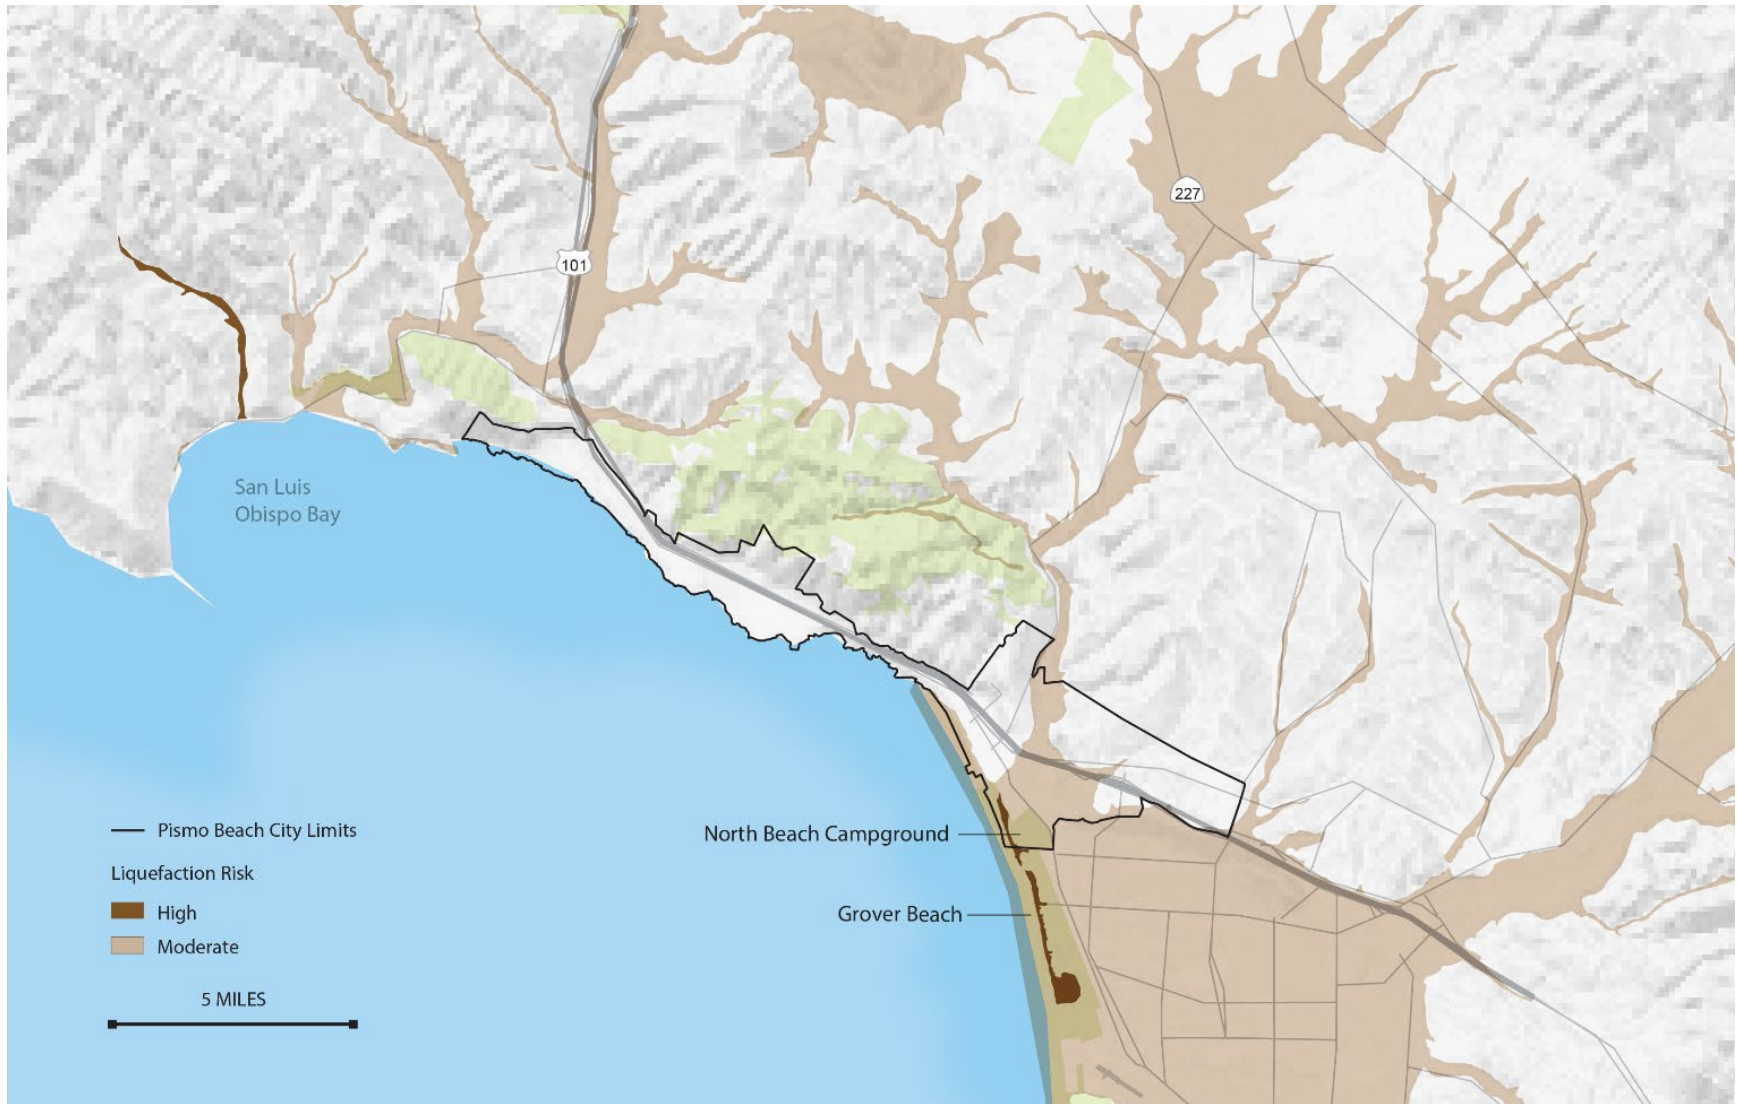 227
101
San Luis
Obispo Bay
Pismo Beach City Limits
North Beach Campground
Liquefaction Risk
High
Grover Beach
Moderate
5 MILES